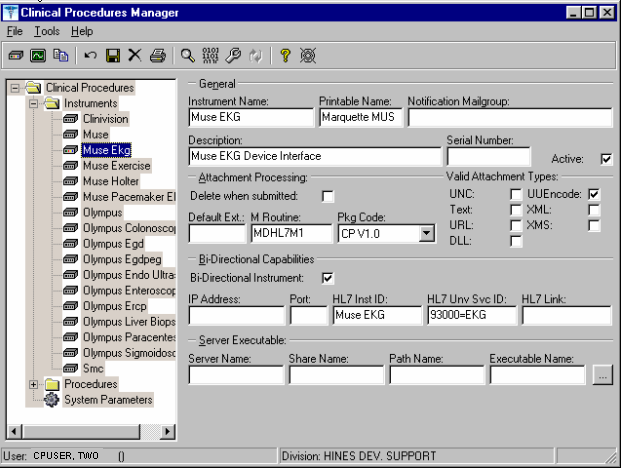 Clinical Procedures Manager
File Tools Help
Clinical Procedures
Instruments
Clinivision
Muse
Muse Ekg
Muse Exercise
Muse Holter
Muse Pacemaker El
Olympus
Olympus Colonoscop
Olympus Egd
Olympus Egdpeg
Olympus Endo Ultra
Olympus Enteroscop
Olympus Ercp
Olympus Liver Biops
Olympus Paracentes
Olympus Sigmoidosc
Smc
Procedures
System Parameters
General
Instrument Name: Printable Name: Notification Mailgroup:
Muse EKG Marquette MUS
Description: Serial Number:
Muse EKG Device Interface Active:
Attachment Processing: Valid Attachment Types:
Delete when submitted: UNC: UUEncode:
Text: XML:
Default Ext.: M Routine: Pkg Code: URL: XMS:
MDHL7M1 CP V1.0 DLL:
Bi-Directional Capabilities
Bi-Directional Instrument:
IP Address: Port: HL7 Inst ID: HL7 Unv Svc ID: HL7 Link:
Muse EKG 93000=EKG
Server Executable:
Server Name: Share Name: Path Name: Executable Name:
...
User: CPUSER, TWO () Division: HINES DEV. SUPPORT